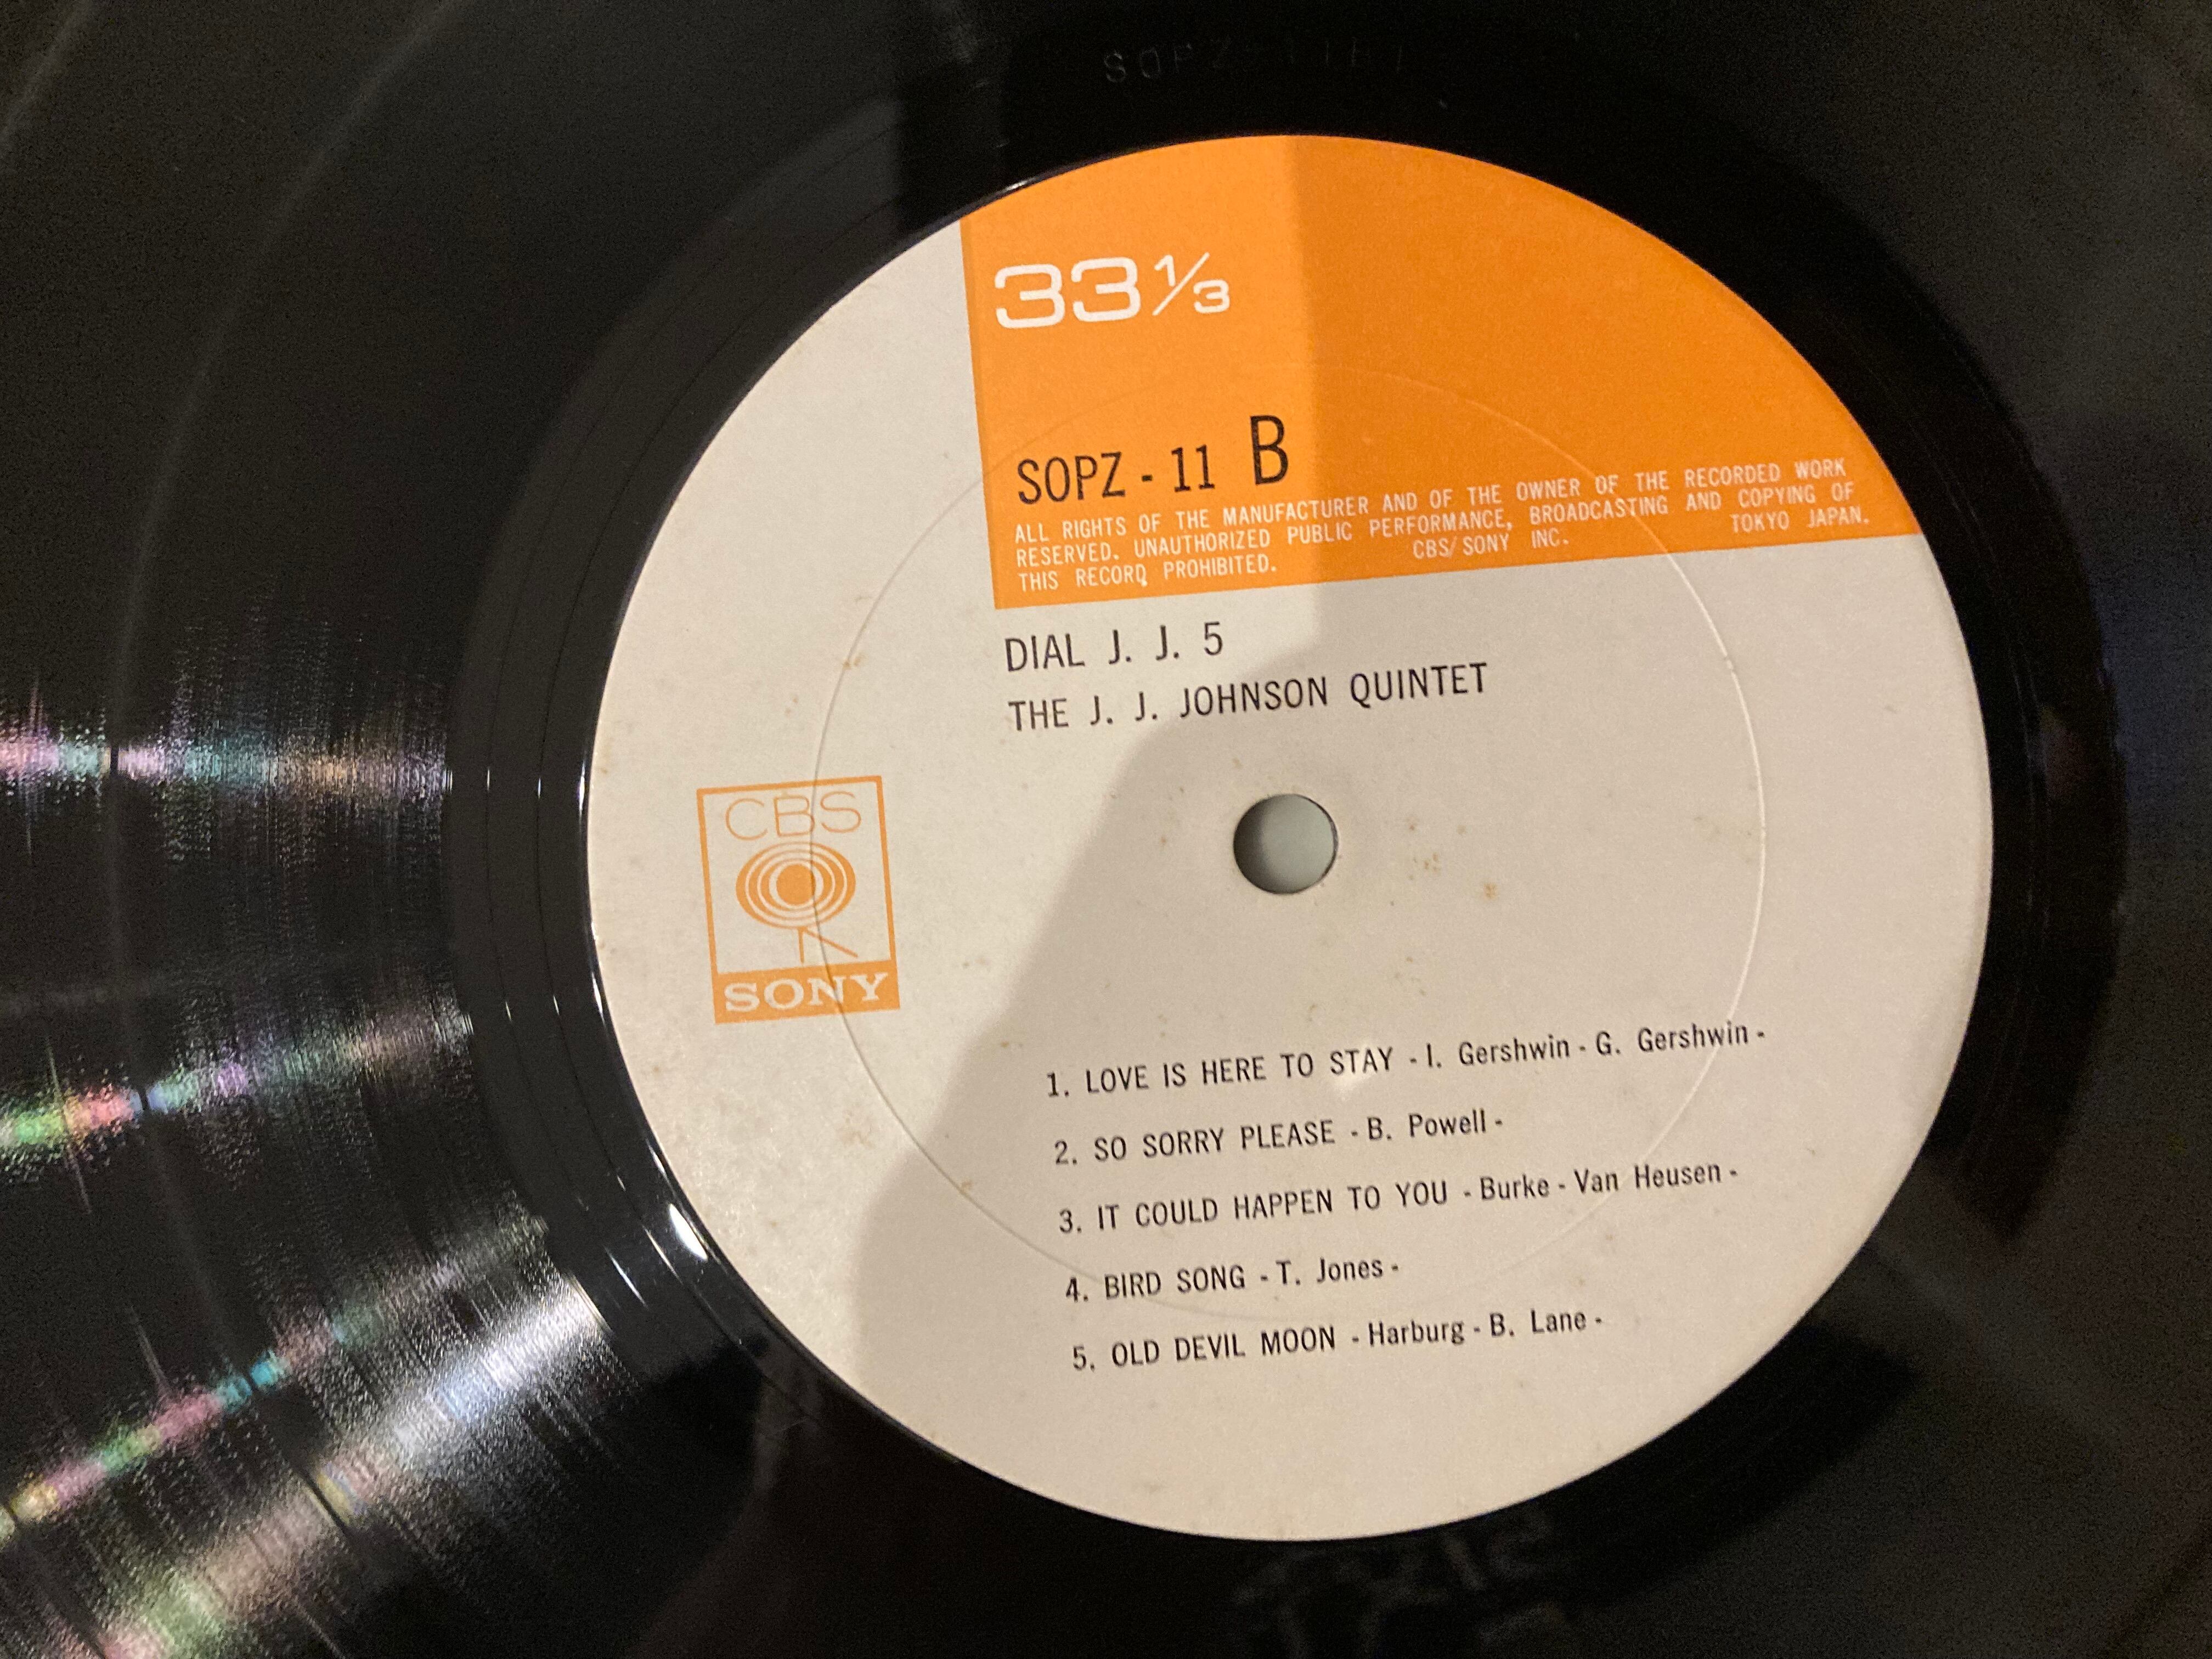 33 1/3
SOPZ - 11 B
ALL RIGHTS OF THE MANUFACTURER AND OF THE OWNER OF THE RECORDED WORK
RESERVED. UNAUTHORIZED PUBLIC PERFORMANCE, BROADCASTING AND COPYING OF
THIS RECORD PROHIBITED. CBS/SONY INC. TOKYO JAPAN.
DIAL J. J. 5
THE J. J. JOHNSON QUINTET
CBS
SONY
1. LOVE IS HERE TO STAY - I. Gershwin - G. Gershwin -
2. SO SORRY PLEASE - B. Powell -
3. IT COULD HAPPEN TO YOU - Burke - Van Heusen -
4. BIRD SONG - T. Jones -
5. OLD DEVIL MOON - Harburg - B. Lane -